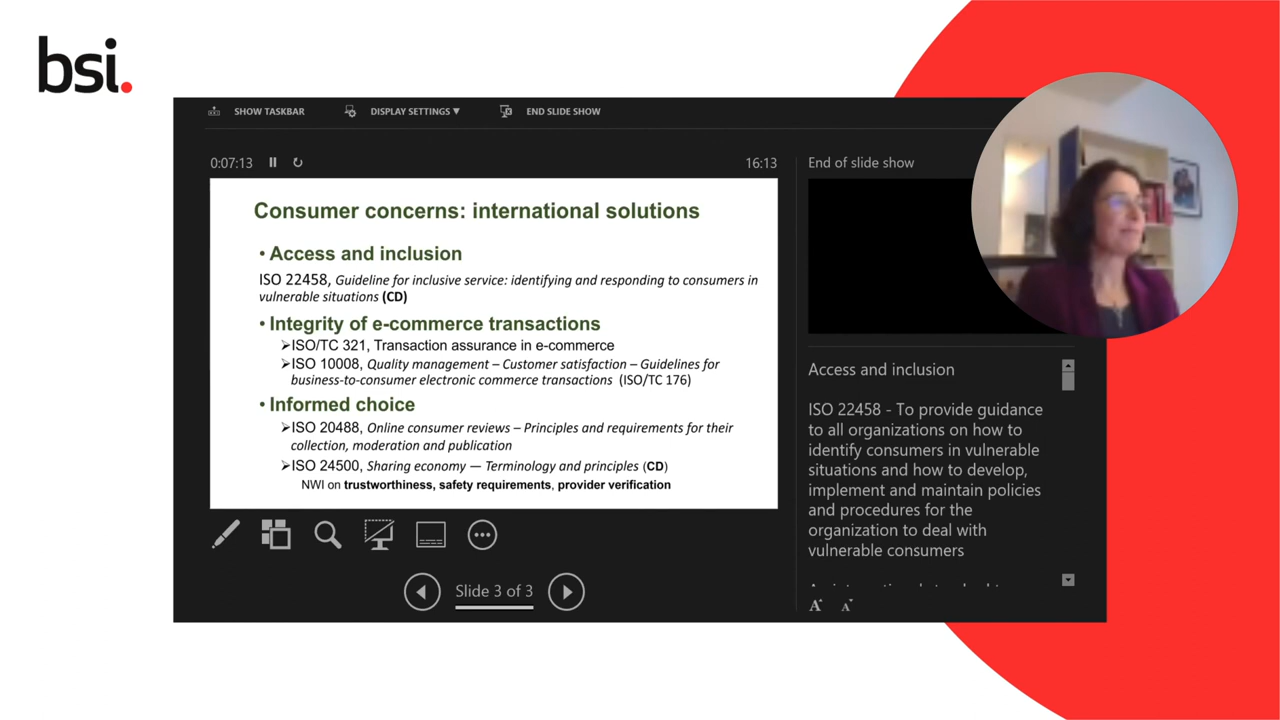 bsi.
SHOW TASKBAR
DISPLAY SETTINGS ▼
END SLIDE SHOW
0:07:13
16:13
Consumer concerns: international solutions
• Access and inclusion
ISO 22458, Guideline for inclusive service: identifying and responding to consumers in
vulnerable situations (CD)
• Integrity of e-commerce transactions
➢ISO/TC 321, Transaction assurance in e-commerce
➢ISO 10008, Quality management – Customer satisfaction – Guidelines for
business-to-consumer electronic commerce transactions (ISO/TC 176)
• Informed choice
➢ISO 20488, Online consumer reviews – Principles and requirements for their
collection, moderation and publication
➢ISO 24500, Sharing economy — Terminology and principles (CD)
NWI on trustworthiness, safety requirements, provider verification
Slide 3 of 3
End of slide show
Access and inclusion
ISO 22458 - To provide guidance
to all organizations on how to
identify consumers in vulnerable
situations and how to develop,
implement and maintain policies
and procedures for the
organization to deal with
vulnerable consumers
A A